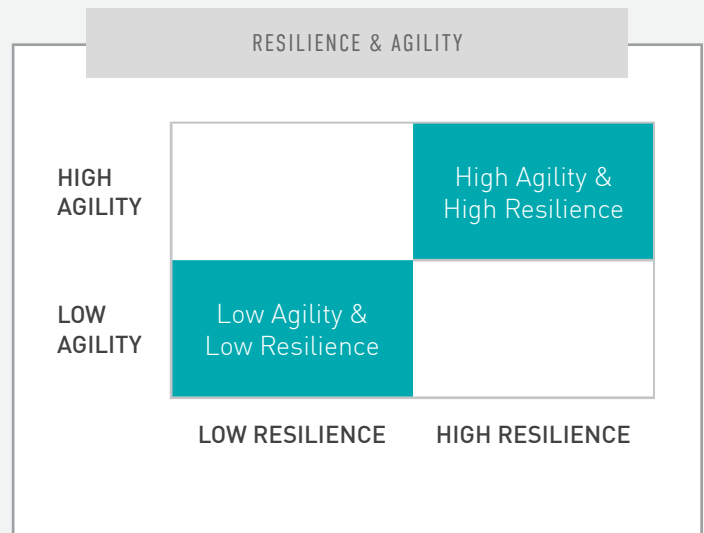 RESILIENCE & AGILITY
HIGH
AGILITY
High Agility &
High Resilience
LOW
AGILITY
Low Agility &
Low Resilience
LOW RESILIENCE
HIGH RESILIENCE